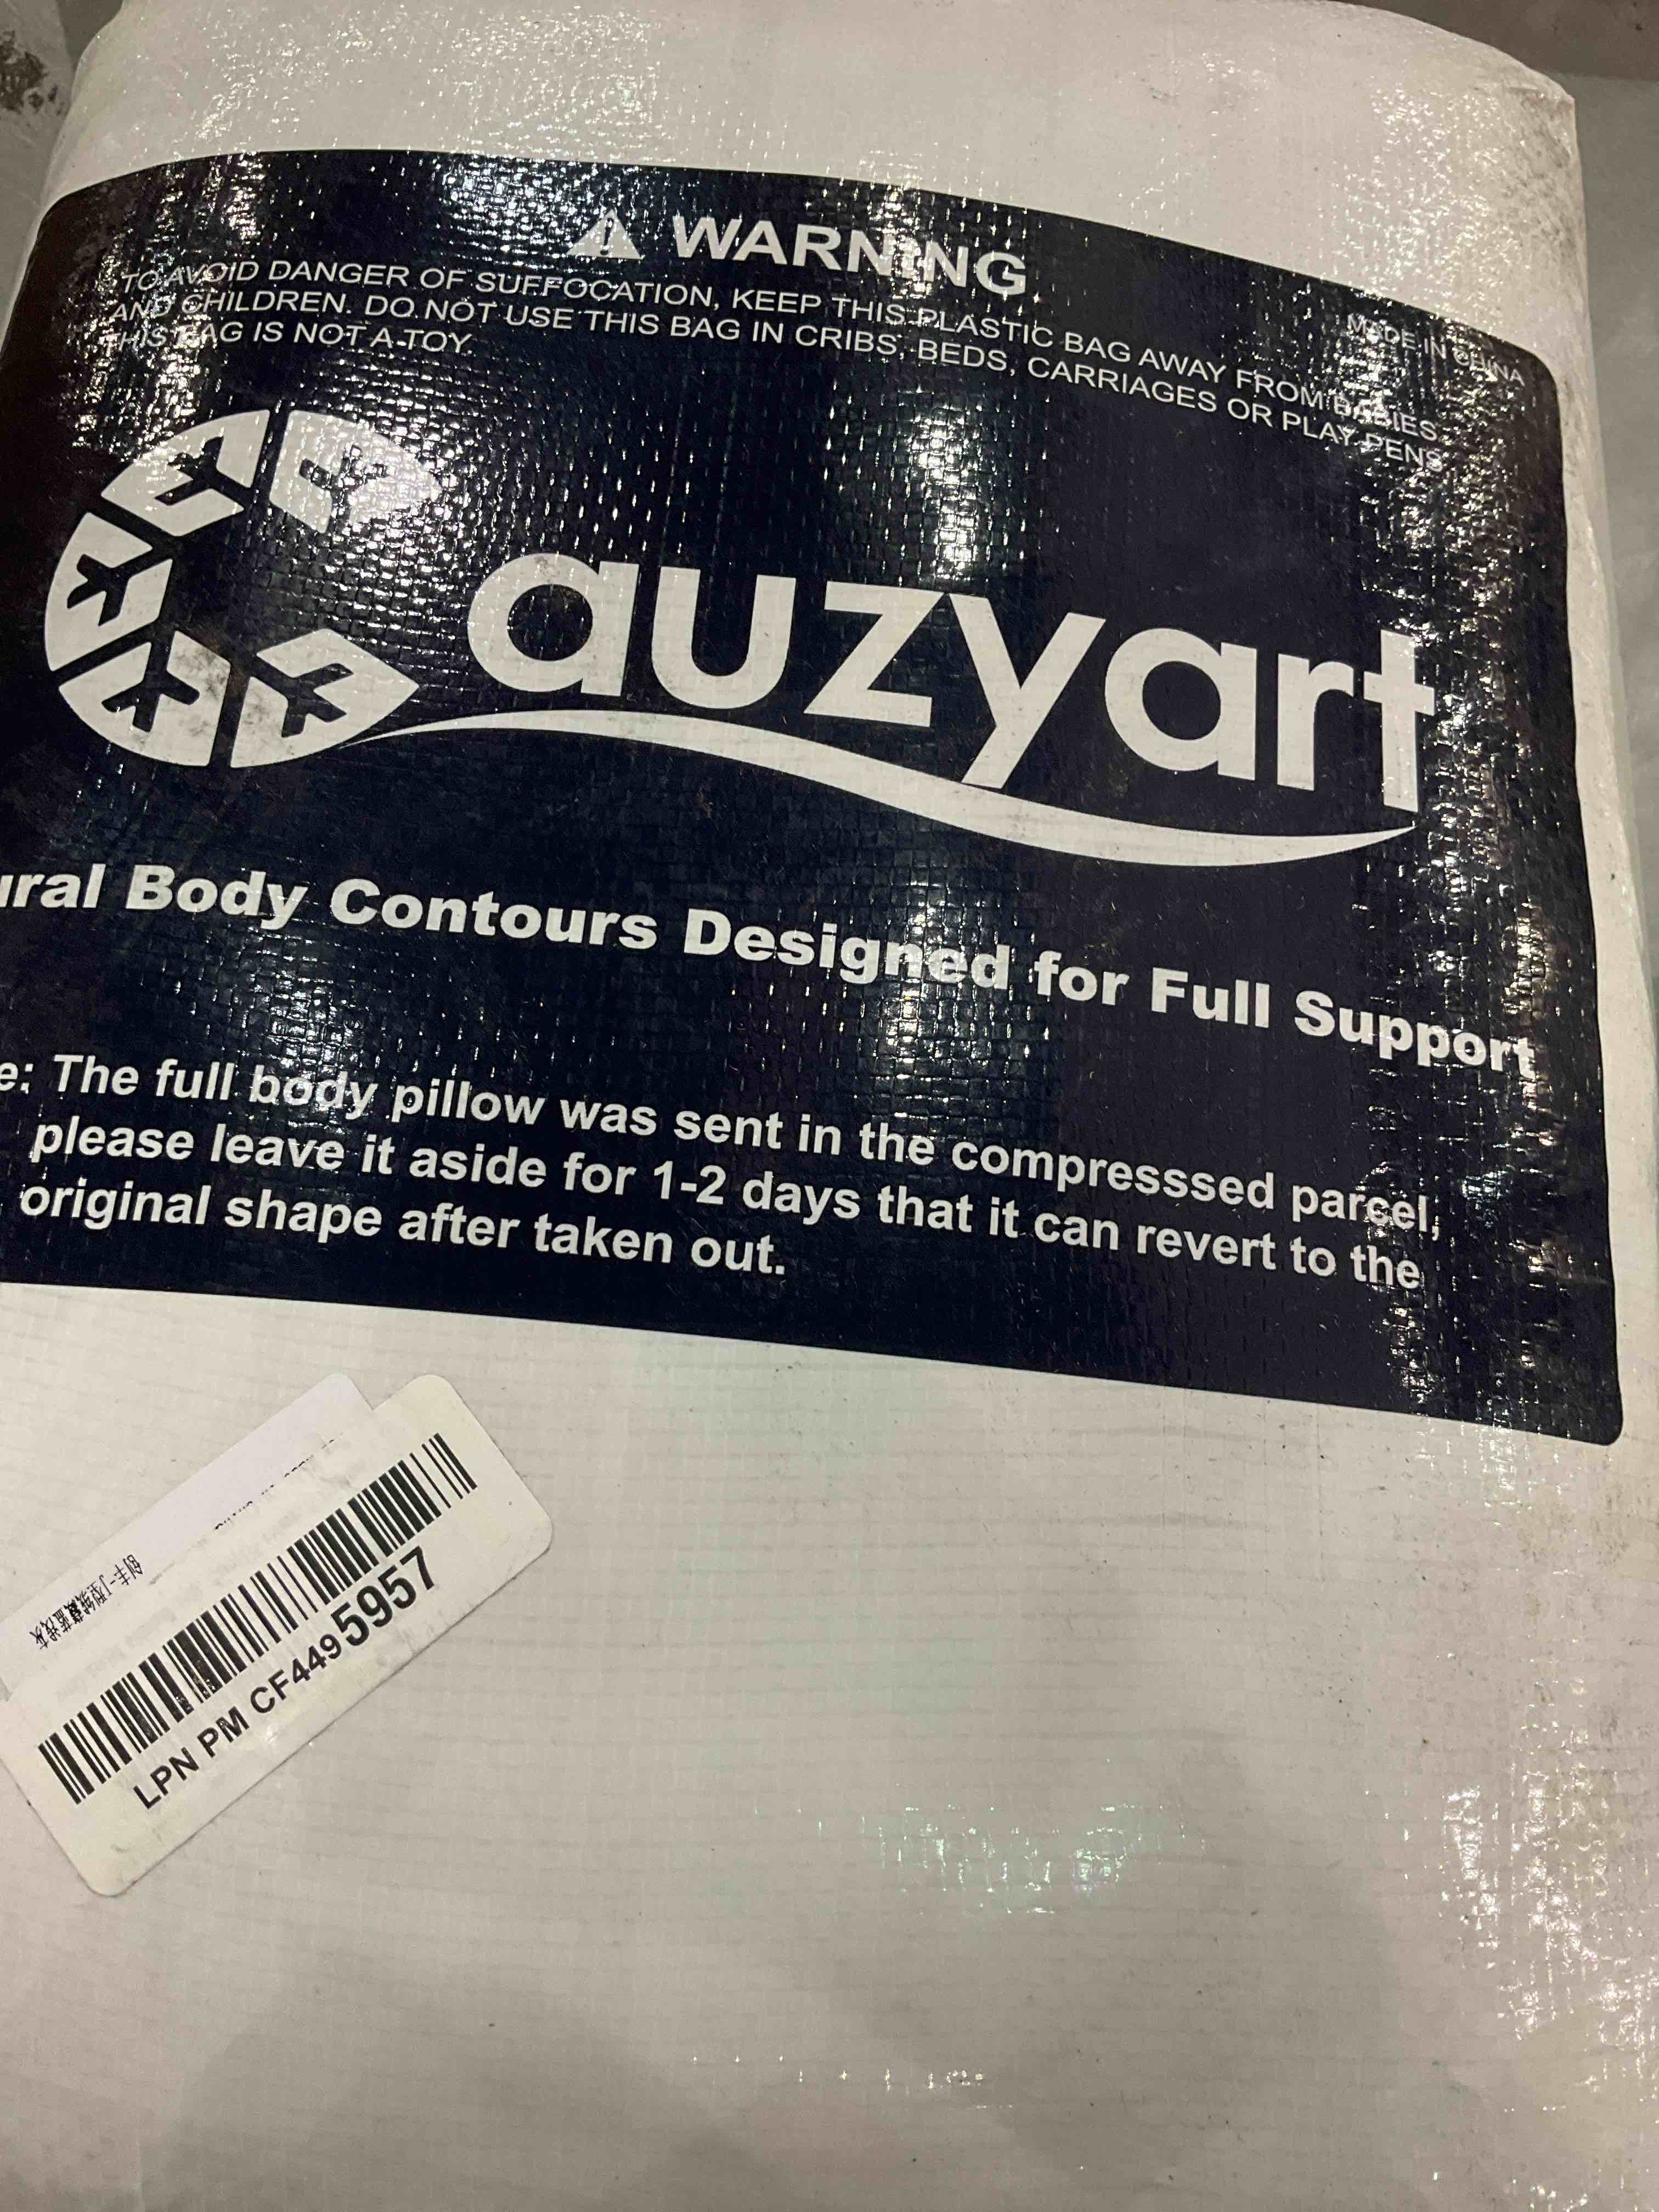 WARNING
MADE IN CHINA
TO AVOID DANGER OF SUFFOCATION, KEEP THIS PLASTIC BAG AWAY FROM BABIES
AND CHILDREN. DO NOT USE THIS BAG IN CRIBS, BEDS, CARRIAGES OR PLAY PENS
THIS BAG IS NOT A TOY.
auzyart
ural Body Contours Designed for Full Support
e: The full body pillow was sent in the compresssed parcel,
please leave it aside for 1-2 days that it can revert to the
original shape after taken out.
LPN PM CF4495957